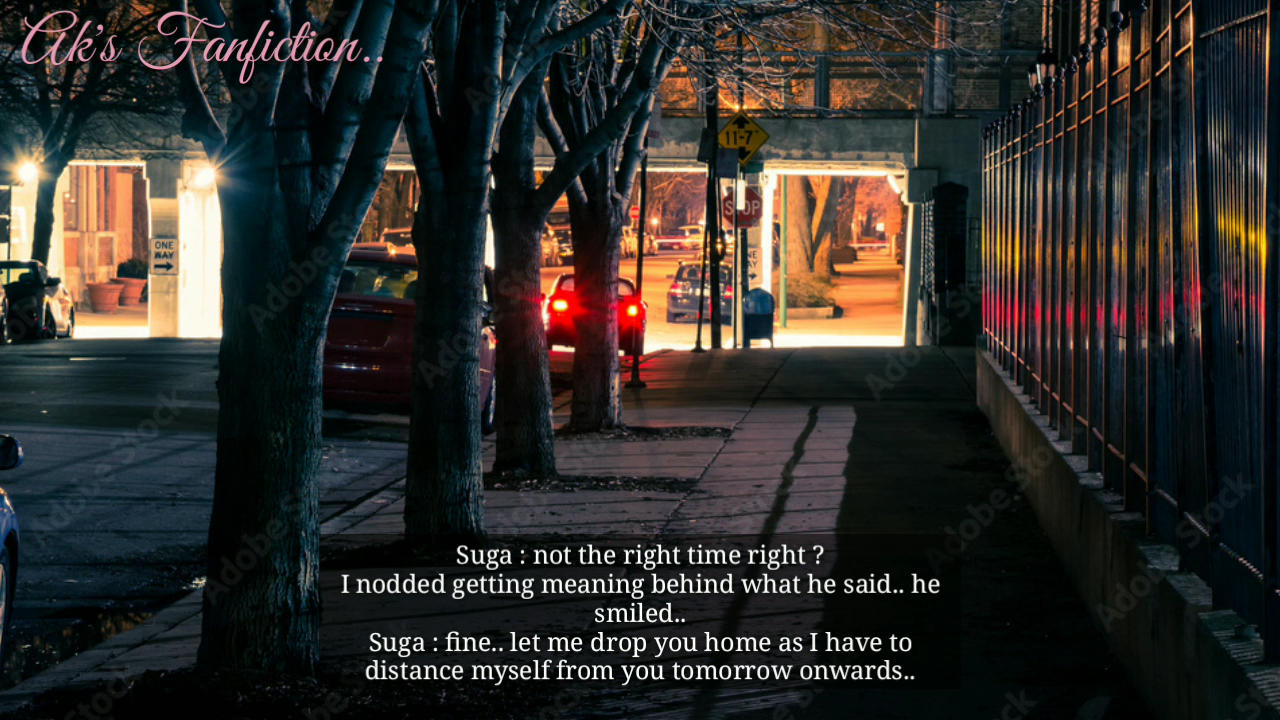 Ak's Fanfiction..
11-7"
STOP
ONE
WAY
Suga : not the right time right ?
I nodded getting meaning behind what he said.. he
smiled..
Suga : fine.. let me drop you home as I have to
distance myself from you tomorrow onwards..
Adobe Stock